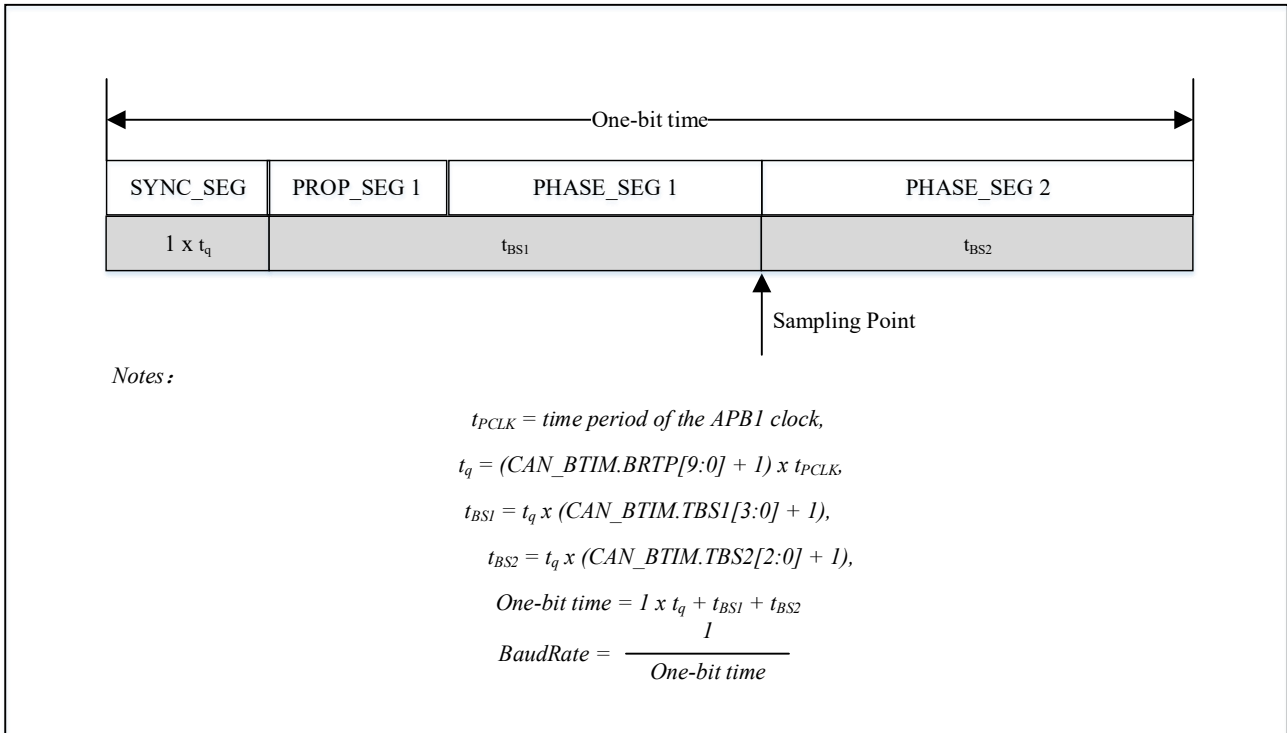 One-bit time
SYNC_SEG PROP_SEG 1 PHASE_SEG 1 PHASE_SEG 2
1 x tq tBS1 tBS2
Sampling Point
Notes：
tPCLK = time period of the APB1 clock,
tq = (CAN_BTIM.BRTP[9:0] + 1) x tPCLK,
tBS1 = tq x (CAN_BTIM.TBS1[3:0] + 1),
tBS2 = tq x (CAN_BTIM.TBS2[2:0] + 1),
One-bit time = 1 x tq + tBS1 + tBS2
1
BaudRate =
One-bit time